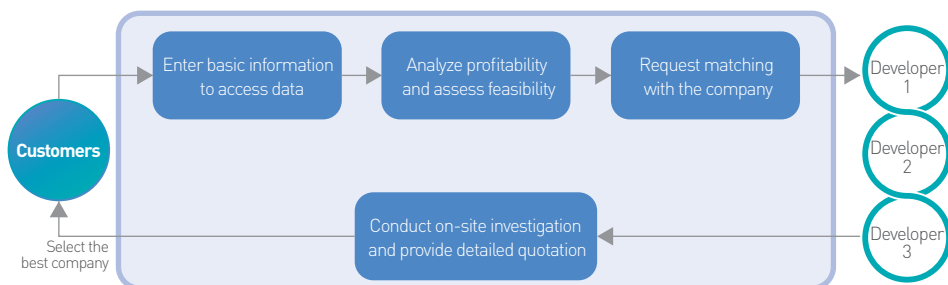 Customers
Enter basic information
to access data
Analyze profitability
and assess feasibility
Request matching
with the company
Developer
1
Developer
2
Developer
3
Conduct on-site investigation
and provide detailed quotation
Select the
best company